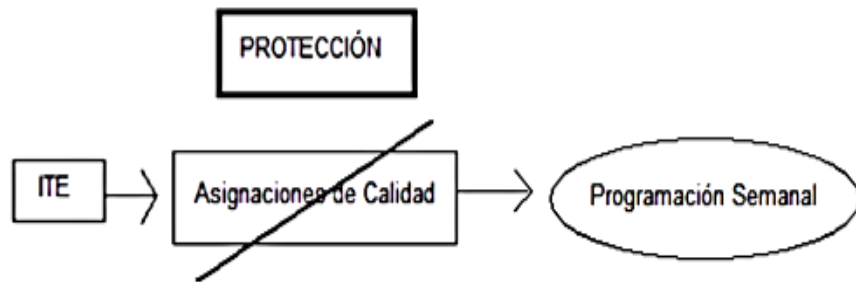 PROTECCIÓN
ITE
Asignaciones de Calidad
Programación Semanal